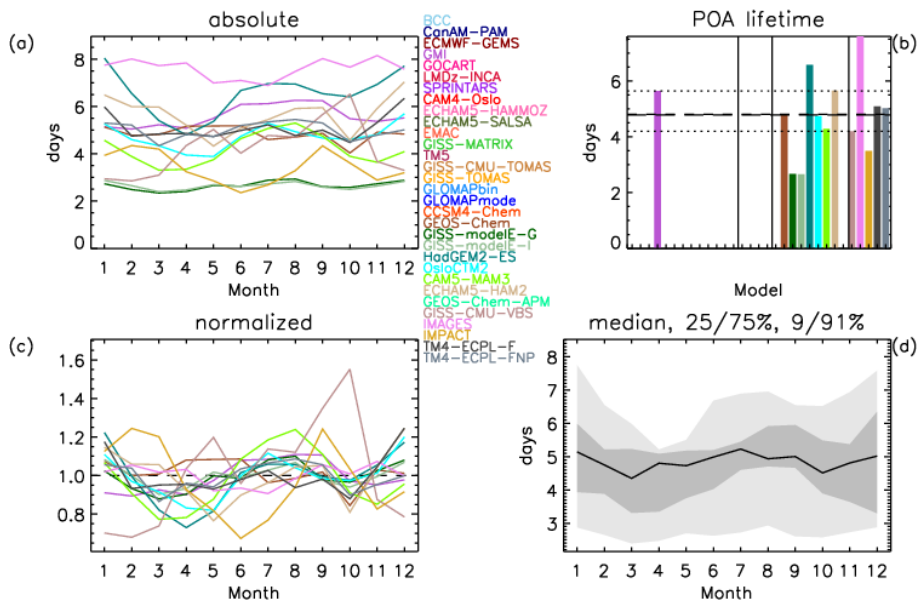 absolute
(a)
days
8
6
4
2
0
1 2 3 4 5 6 7 8 9 10 11 12
Month
BCC
CanAM-PAM
ECMWF-GEMS
GMI
GOCART
LMDz-INCA
SPRINTARS
CAM4-Oslo
ECHAM5-HAMMOZ
ECHAM5-SALSA
EMAC
GISS-MATRIX
TM5
GISS-CMU-TOMAS
GISS-TOMAS
GLOMAPbin
GLOMAPmode
CCSM4-Chem
GEOS-Chem
GISS-modelE-G
GISS-modelE-I
HadGEM2-ES
OsloCTM2
CAM5-MAM3
ECHAM5-HAM2
GEOS-Chem-APM
GISS-CMU-VBS
IMAGES
IMPACT
TM4-ECPL-F
TM4-ECPL-FNP
POA lifetime
(b)
days
6
4
2
0
Model
normalized
(c)
1.6
1.4
1.2
1.0
0.8
1 2 3 4 5 6 7 8 9 10 11 12
Month
median, 25/75%, 9/91%
(d)
days
8
7
6
5
4
3
1 2 3 4 5 6 7 8 9 10 11 12
Month